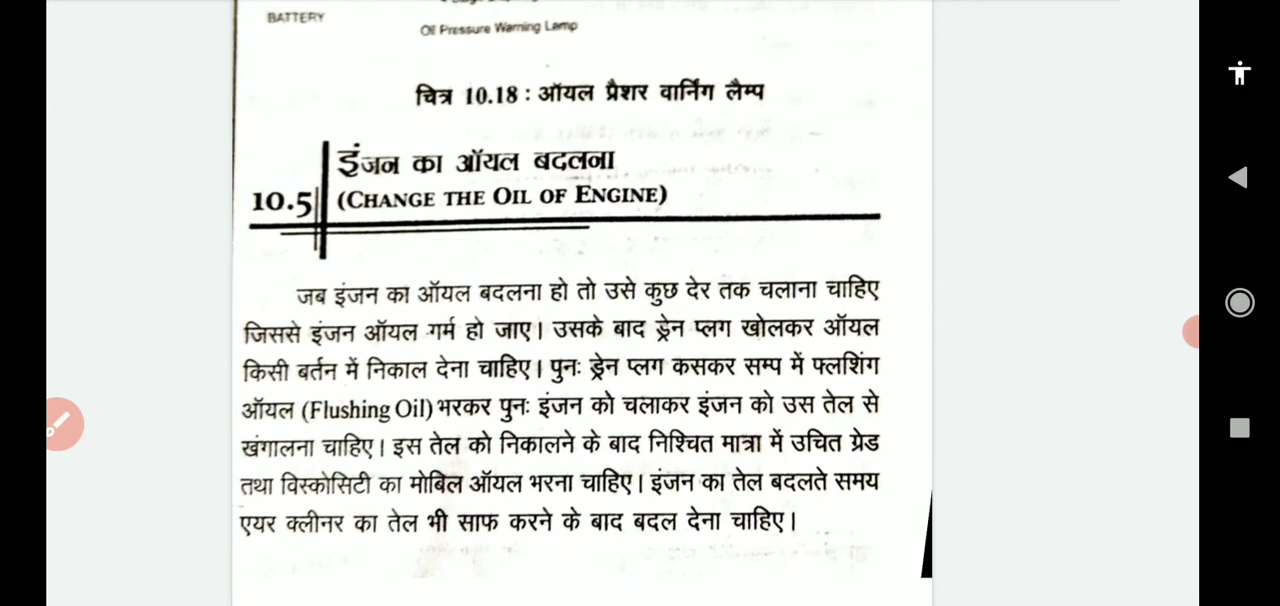 BATTERY
Oil Pressure Warning Lamp
चित्र 10.18 : ऑयल प्रैशर वार्निंग लैम्प
इंजन का ऑयल बदलना
10.5 (CHANGE THE OIL OF ENGINE)
जब इंजन का ऑयल बदलना हो तो उसे कुछ देर तक चलाना चाहिए
जिससे इंजन ऑयल गर्म हो जाए। उसके बाद ड्रेन प्लग खोलकर ऑयल
किसी बर्तन में निकाल देना चाहिए। पुनः ड्रेन प्लग कसकर सम्प में फ्लशिंग
ऑयल (Flushing Oil) भरकर पुनः इंजन को चलाकर इंजन को उस तेल से
खंगालना चाहिए। इस तेल को निकालने के बाद निश्चित मात्रा में उचित ग्रेड
तथा विस्कोसिटी का मोबिल ऑयल भरना चाहिए। इंजन का तेल बदलते समय
एयर क्लीनर का तेल भी साफ करने के बाद बदल देना चाहिए।